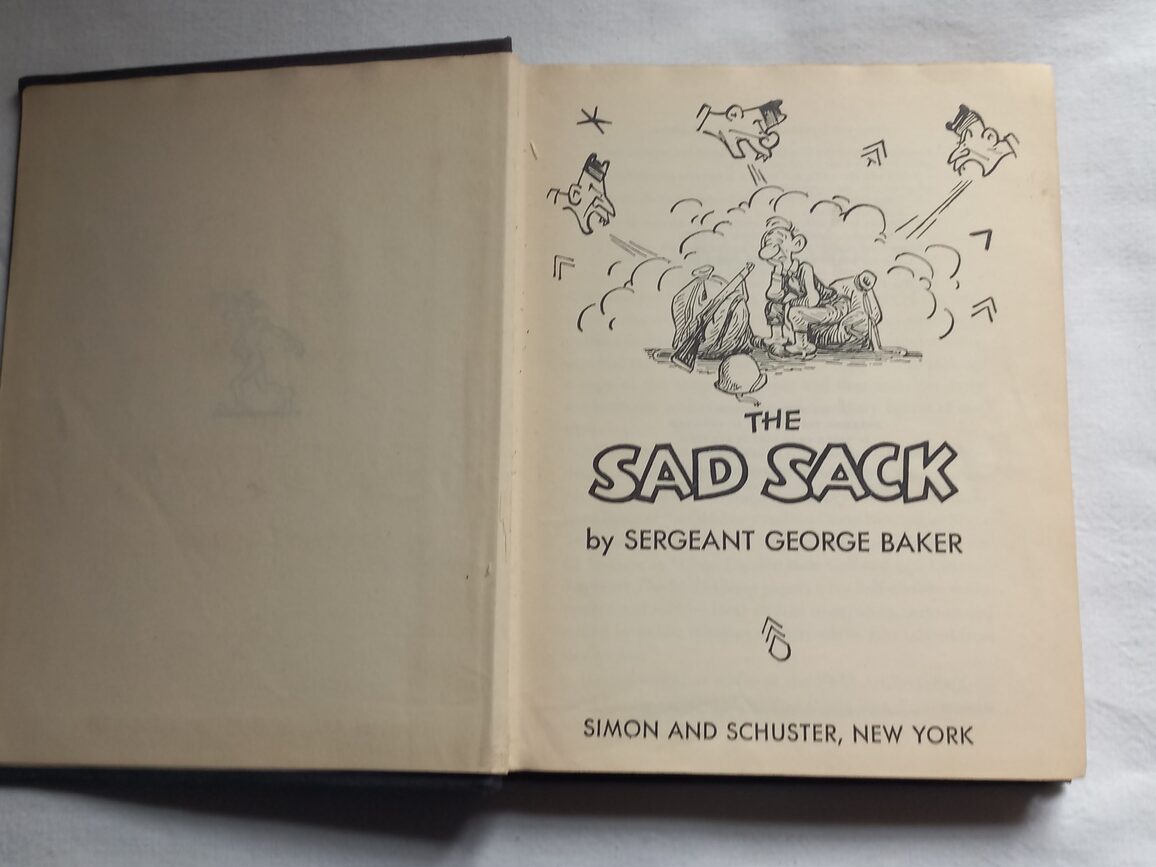 THE
SAD SACK
by SERGEANT GEORGE BAKER
SIMON AND SCHUSTER, NEW YORK